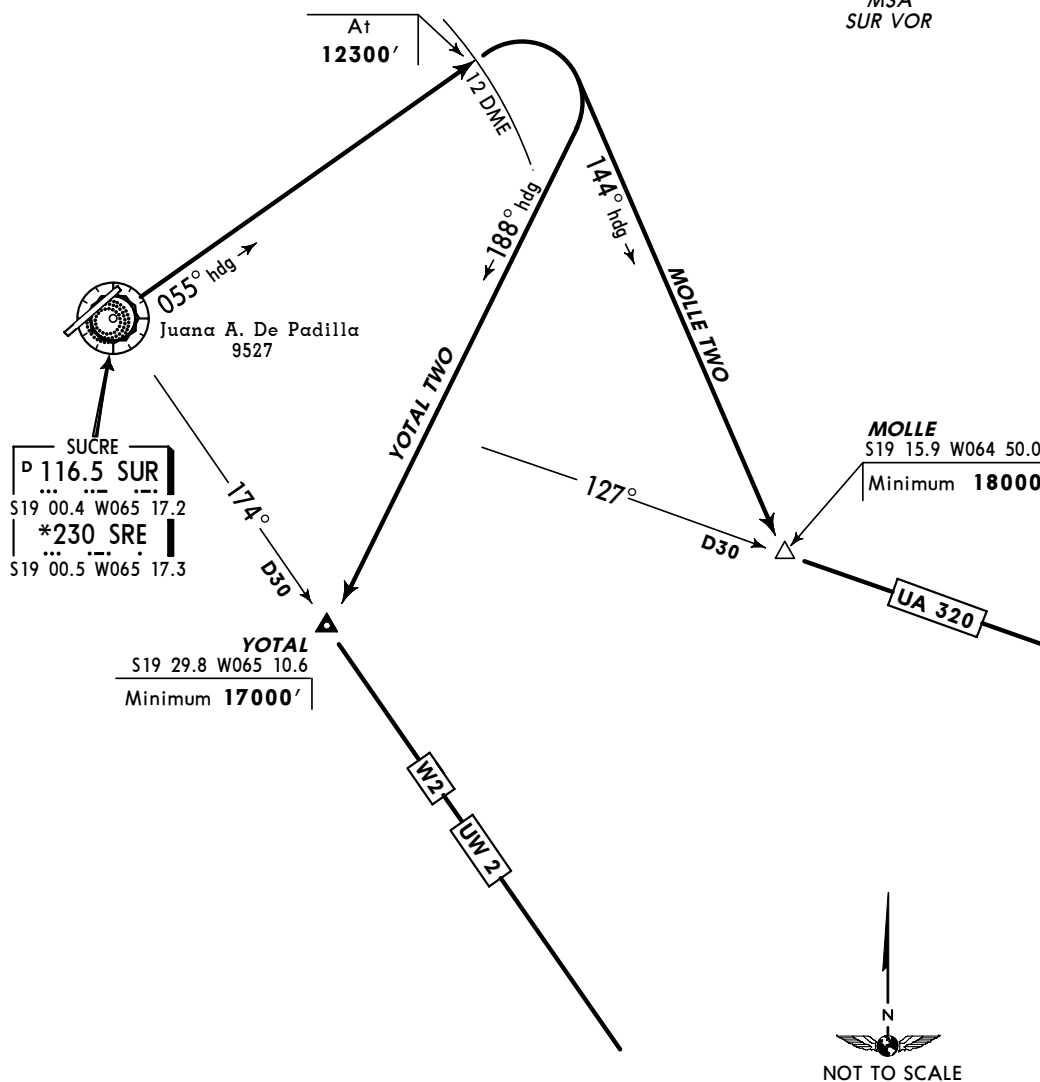 MSA
SUR VOR
At
12300'
12 DME
055° hdg
188° hdg
144° hdg
Juana A. De Padilla
9527
YOTAL TWO
MOLLE TWO
SUCRE
D 116.5 SUR
S19 00.4 W065 17.2
*230 SRE
S19 00.5 W065 17.3
174°
D30
127°
D30
MOLLE
S19 15.9 W064 50.0
Minimum 18000
UA 320
YOTAL
S19 29.8 W065 10.6
Minimum 17000'
W2
UW 2
N
NOT TO SCALE